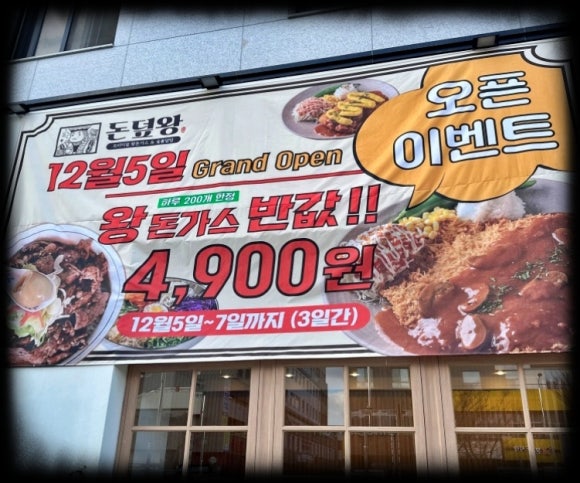 돈덮왕
오픈
이벤트
12월5일 Grand Open
하루 200개 한정
왕돈가스 반값!!
4,900원
12월5일~7일까지 (3일간)